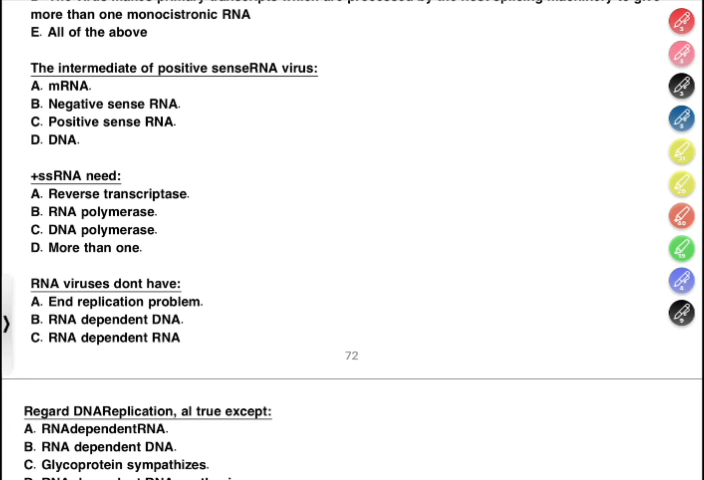 more than one monocistronic RNA
E. All of the above
The intermediate of positive senseRNA virus:
A. mRNA.
B. Negative sense RNA.
C. Positive sense RNA.
D. DNA.
+ssRNA need:
A. Reverse transcriptase.
B. RNA polymerase.
C. DNA polymerase.
D. More than one.
RNA viruses dont have:
A. End replication problem.
B. RNA dependent DNA.
C. RNA dependent RNA
72
Regard DNAReplication, al true except:
A. RNAdependentRNA.
B. RNA dependent DNA.
C. Glycoprotein sympathizes.